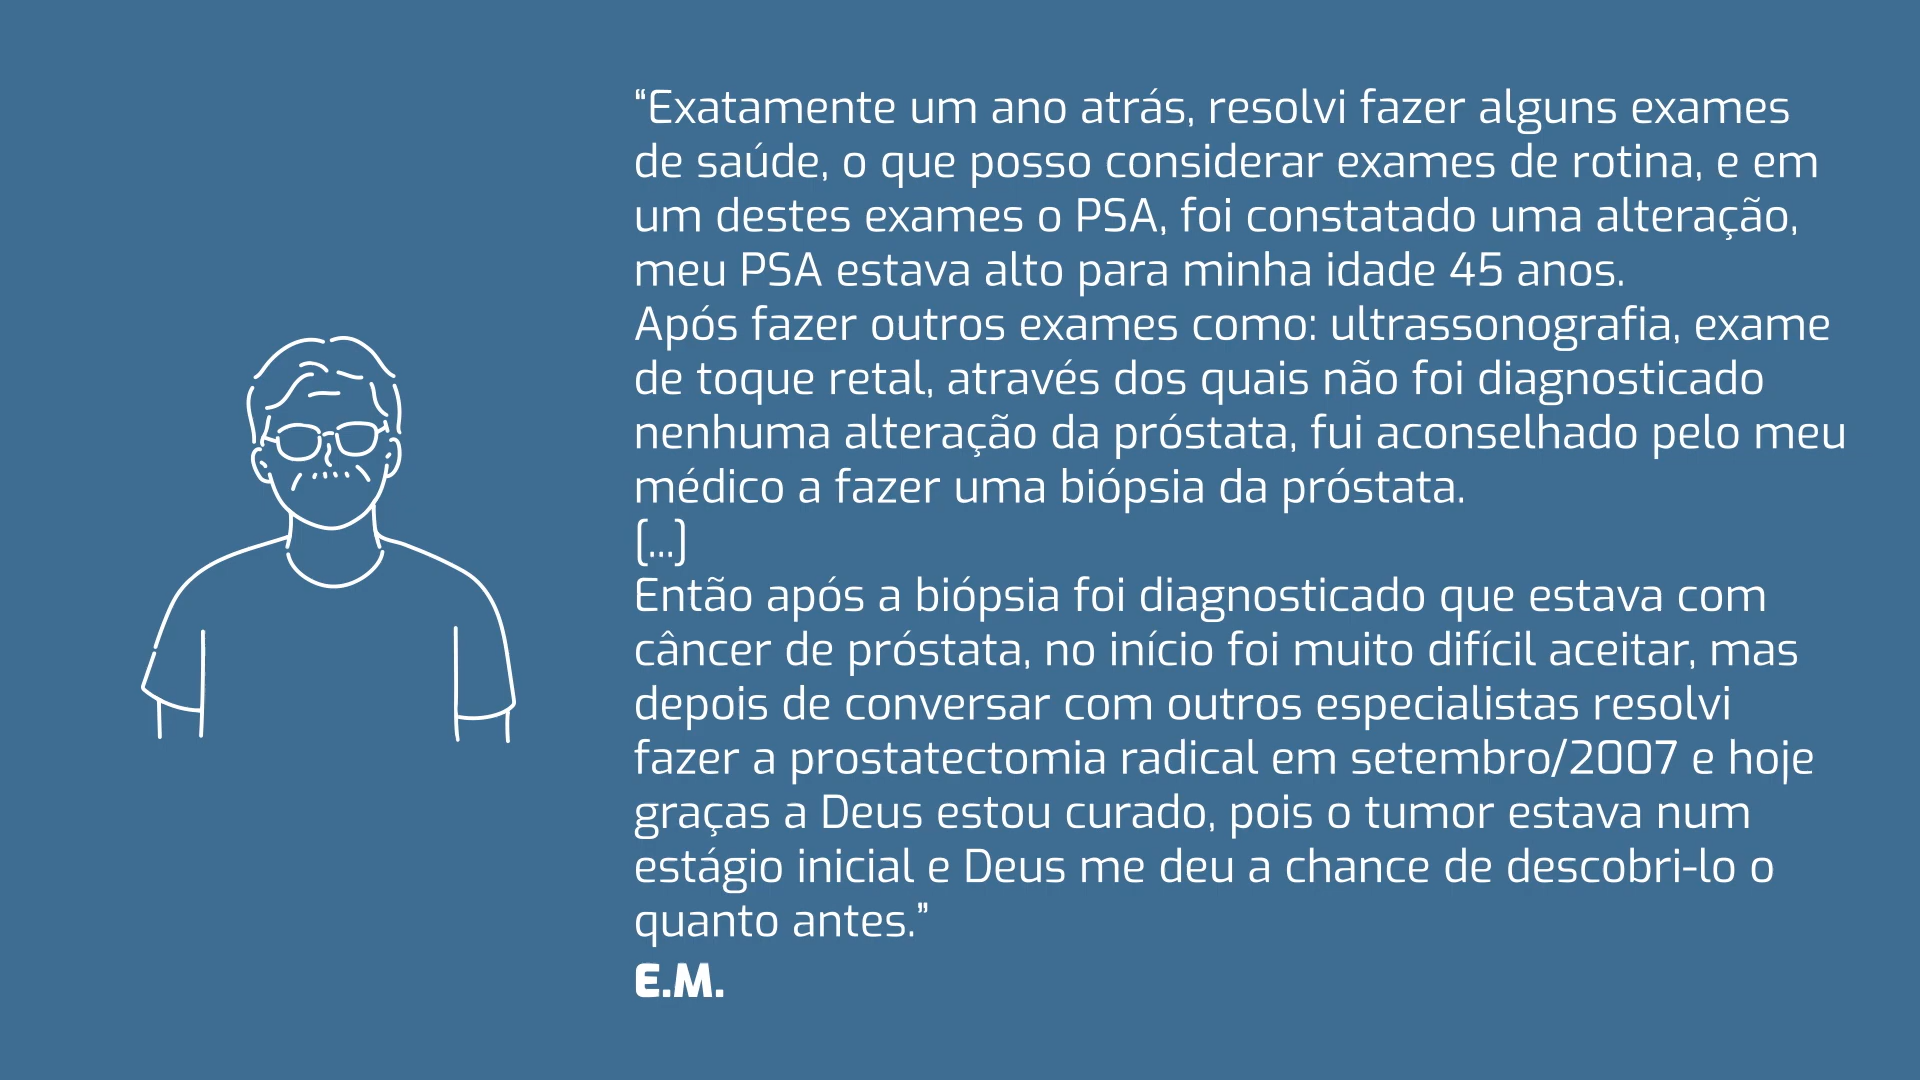 “Exatamente um ano atrás, resolvi fazer alguns exames
de saúde, o que posso considerar exames de rotina, e em
um destes exames o PSA, foi constatado uma alteração,
meu PSA estava alto para minha idade 45 anos.
Após fazer outros exames como: ultrassonografia, exame
de toque retal, através dos quais não foi diagnosticado
nenhuma alteração da próstata, fui aconselhado pelo meu
médico a fazer uma biópsia da próstata.
(...)
Então após a biópsia foi diagnosticado que estava com
câncer de próstata, no início foi muito difícil aceitar, mas
depois de conversar com outros especialistas resolvi
fazer a prostatectomia radical em setembro/2007 e hoje
graças a Deus estou curado, pois o tumor estava num
estágio inicial e Deus me deu a chance de descobri-lo o
quanto antes.”
E.M.